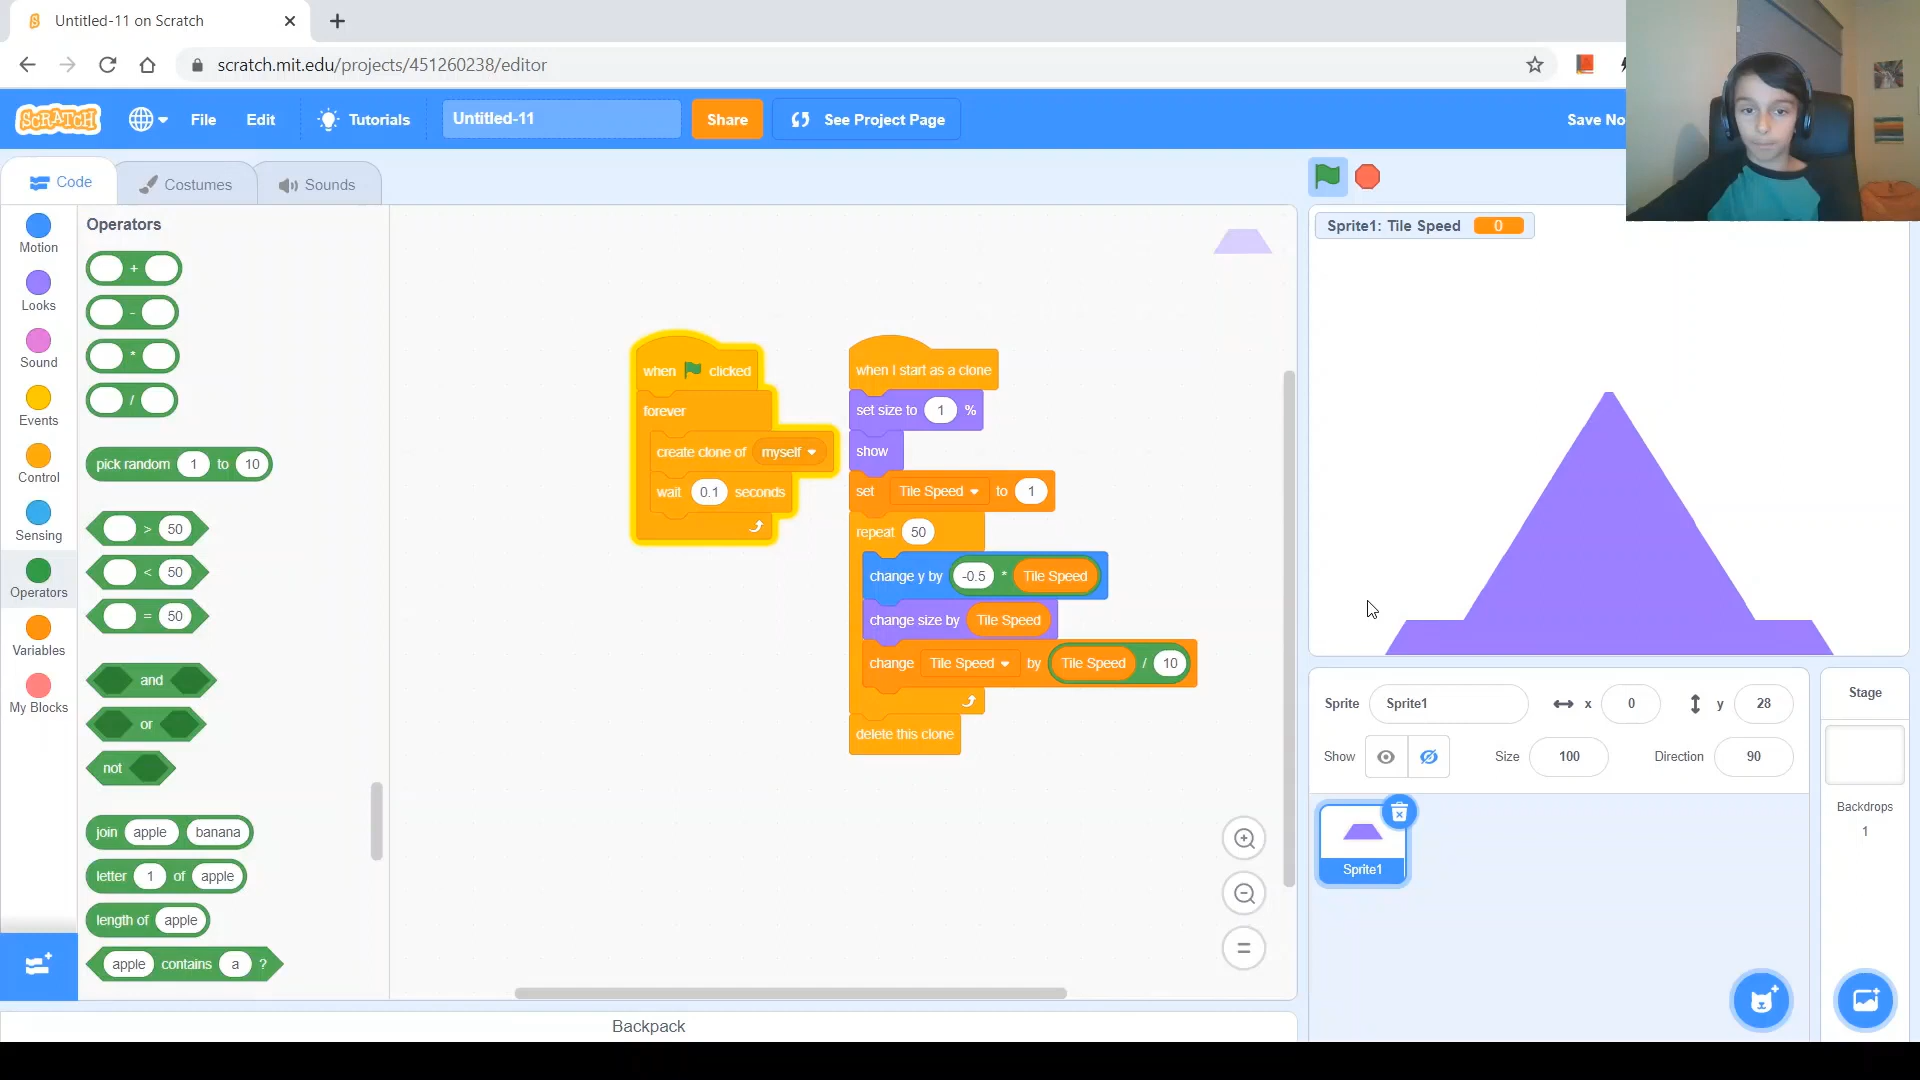 Untitled-11 on Scratch
scratch.mit.edu/projects/451260238/editor
SCRATCH
File
Edit
Tutorials
Untitled-11
Share
See Project Page
Save No
Code
Costumes
Sounds
Motion
Looks
Sound
Events
Control
Sensing
Operators
Variables
My Blocks
Operators
+
-
*
/
pick random 1 to 10
> 50
< 50
= 50
and
or
not
join apple banana
letter 1 of apple
length of apple
apple contains a ?
when clicked
forever
create clone of myself
wait 0.1 seconds
when I start as a clone
set size to 1 %
show
set Tile Speed to 1
repeat 50
change y by -0.5 * Tile Speed
change size by Tile Speed
change Tile Speed by Tile Speed / 10
delete this clone
Backpack
Sprite1: Tile Speed 0
Sprite Sprite1 x 0 y 28
Show Size 100 Direction 90
Sprite1
Stage
Backdrops
1